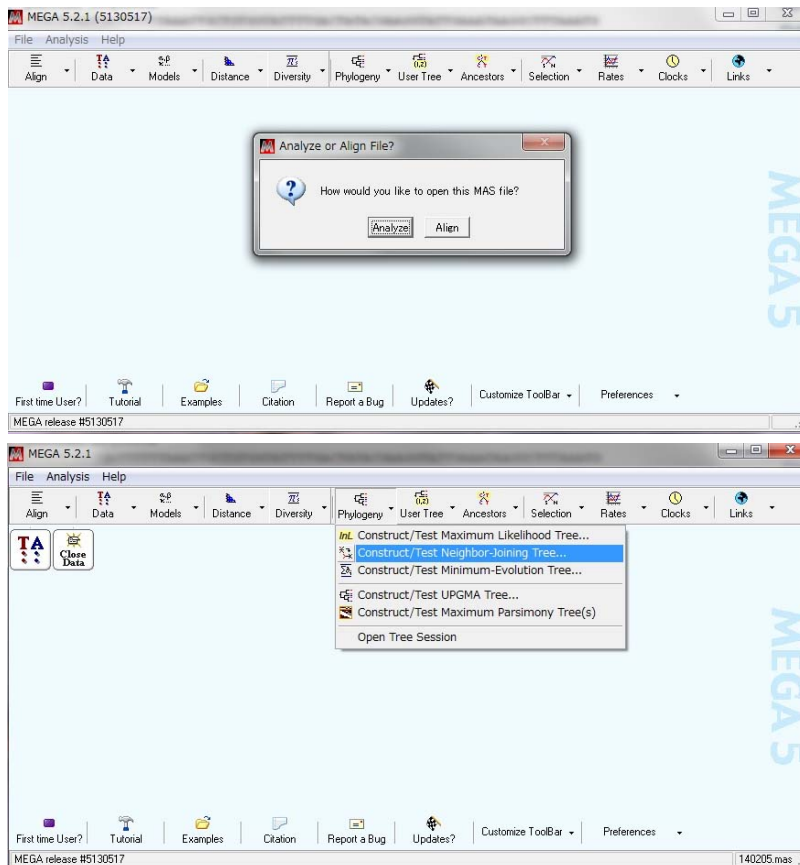 MEGA 5.2.1 (5130517)
File Analysis Help
Align Data Models Distance Diversity Phylogeny User Tree Ancestors Selection Rates Clocks Links
Analyze or Align File?
How would you like to open this MAS file?
Analyze Align
MEGA 5
First time User? Tutorial Examples Citation Report a Bug Updates? Customize ToolBar Preferences
MEGA release #5130517
MEGA 5.2.1
File Analysis Help
Align Data Models Distance Diversity Phylogeny User Tree Ancestors Selection Rates Clocks Links
TA Close Data
Construct/Test Maximum Likelihood Tree...
Construct/Test Neighbor-Joining Tree...
Construct/Test Minimum-Evolution Tree...
Construct/Test UPGMA Tree...
Construct/Test Maximum Parsimony Tree(s)
Open Tree Session
MEGA 5
First time User? Tutorial Examples Citation Report a Bug Updates? Customize ToolBar Preferences
MEGA release #5130517 140205.mas